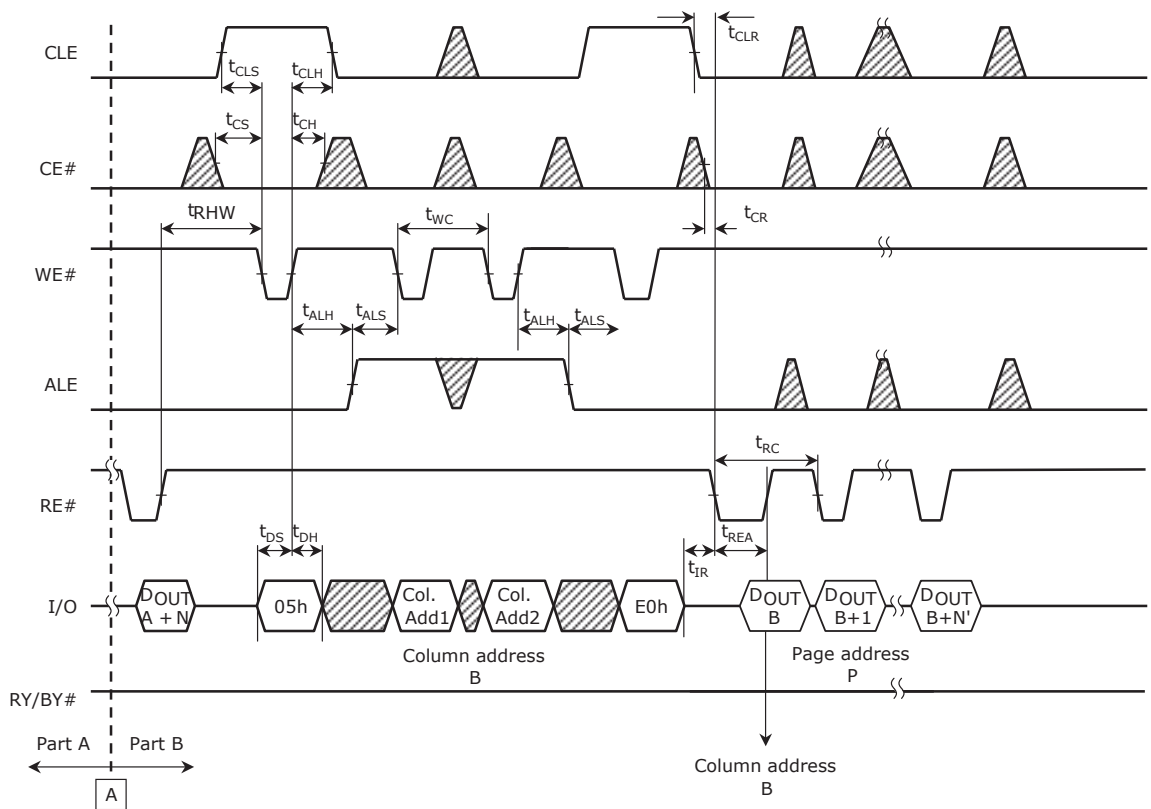 CLE
tCLS
tCLH
tCLR
CE#
tCS
tCH
tRHW
tWC
tCR
WE#
tALH
tALS
tALH
tALS
ALE
tRC
RE#
tDS
tDH
tIR
tREA
I/O
DOUT
A + N
05h
Col.
Add1
Col.
Add2
E0h
DOUT
B
DOUT
B+1
DOUT
B+N'
Column address
B
Page address
P
RY/BY#
Part A
Part B
A
Column address
B